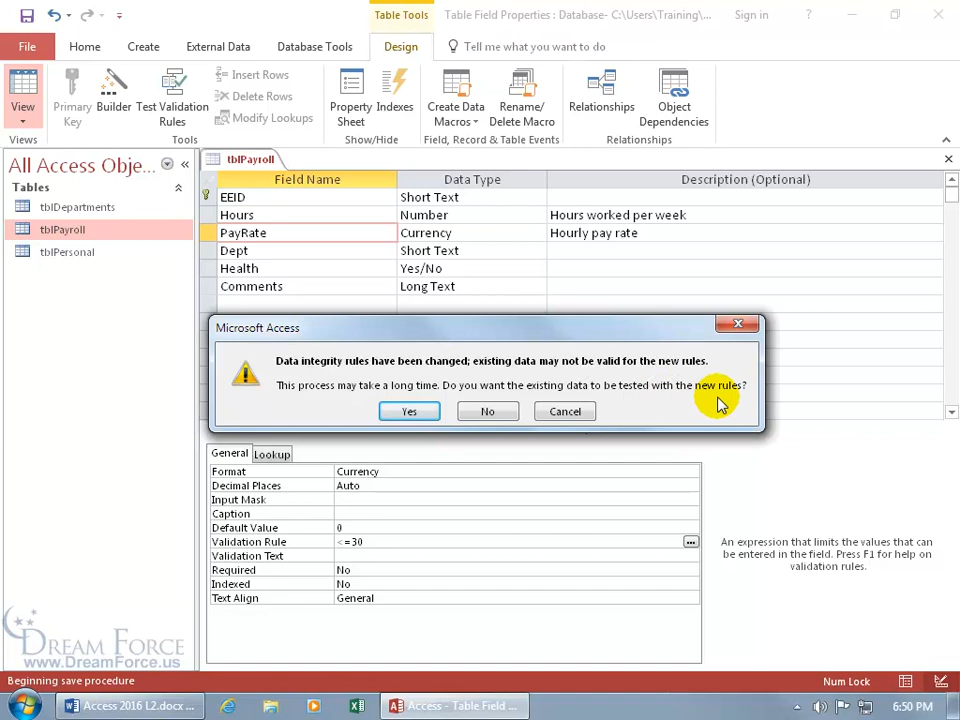 Table Tools
Table Field Properties : Database- C:\Users\Training\...
Sign in
?
File
Home
Create
External Data
Database Tools
Design
Tell me what you want to do
View
Primary Key
Builder
Test Validation Rules
Insert Rows
Delete Rows
Modify Lookups
Property Sheet
Indexes
Create Data Macros
Rename/ Delete Macro
Relationships
Object Dependencies
Views
Tools
Show/Hide
Field, Record & Table Events
Relationships
All Access Obje...
Tables
tblDepartments
tblPayroll
tblPersonal
tblPayroll
Field Name Data Type Description (Optional)
EEID Short Text
Hours Number Hours worked per week
PayRate Currency Hourly pay rate
Dept Short Text
Health Yes/No
Comments Long Text
Microsoft Access
Data integrity rules have been changed; existing data may not be valid for the new rules.
This process may take a long time. Do you want the existing data to be tested with the new rules?
Yes No Cancel
General Lookup
Format Currency
Decimal Places Auto
Input Mask
Caption
Default Value 0
Validation Rule <=30
Validation Text
Required No
Indexed No
Text Align General
An expression that limits the values that can
be entered in the field. Press F1 for help on
validation rules.
DREAM FORCE
www.DreamForce.us
Beginning save procedure
Num Lock
Access 2016 L2.docx ...
Access - Table Field ...
6:50 PM